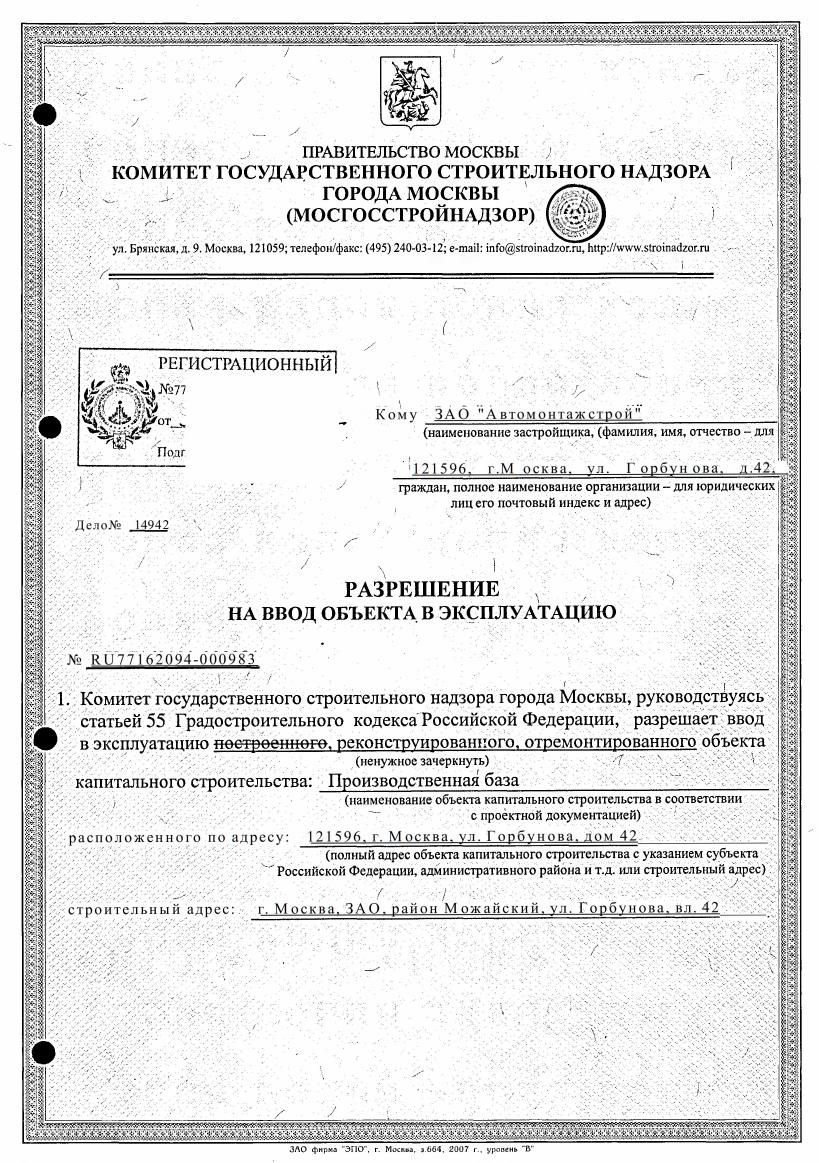 ПРАВИТЕЛЬСТВО МОСКВЫ
КОМИТЕТ ГОСУДАРСТВЕННОГО СТРОИТЕЛЬНОГО НАДЗОРА
ГОРОДА МОСКВЫ
(МОСГОССТРОЙНАДЗОР)
ул. Брянская, д. 9. Москва, 121059; телефон/факс: (495) 240-03-12; e-mail: info@stroinadzor.ru, http://www.stroinadzor.ru
РЕГИСТРАЦИОННЫЙ
№77
от
Подг
Кому ЗАО "Автомонтажстрой"
(наименование застройщика, (фамилия, имя, отчество – для
121596, г.М осква, ул. Горбунова, д.42,
граждан, полное наименование организации – для юридических
лиц его почтовый индекс и адрес)
Дело№ 14942
РАЗРЕШЕНИЕ
НА ВВОД ОБЪЕКТА В ЭКСПЛУАТАЦИЮ
№ RU77162094-000983
1. Комитет государственного строительного надзора города Москвы, руководствуясь
статьей 55 Градостроительного кодекса Российской Федерации, разрешает ввод
в эксплуатацию построенного, реконструированного, отремонтированного объекта
(ненужное зачеркнуть)
капитального строительства: Производственная база
(наименование объекта капитального строительства в соответствии
с проектной документацией)
расположенного по адресу: 121596, г. Москва, ул. Горбунова, дом 42
(полный адрес объекта капитального строительства с указанием субъекта
Российской Федерации, административного района и т.д. или строительный адрес)
строительный адрес: г. Москва, ЗАО, район Можайский, ул. Горбунова, вл. 42
ЗАО фирма "ЭПО", г. Москва, з.664, 2007 г., уровень "В"